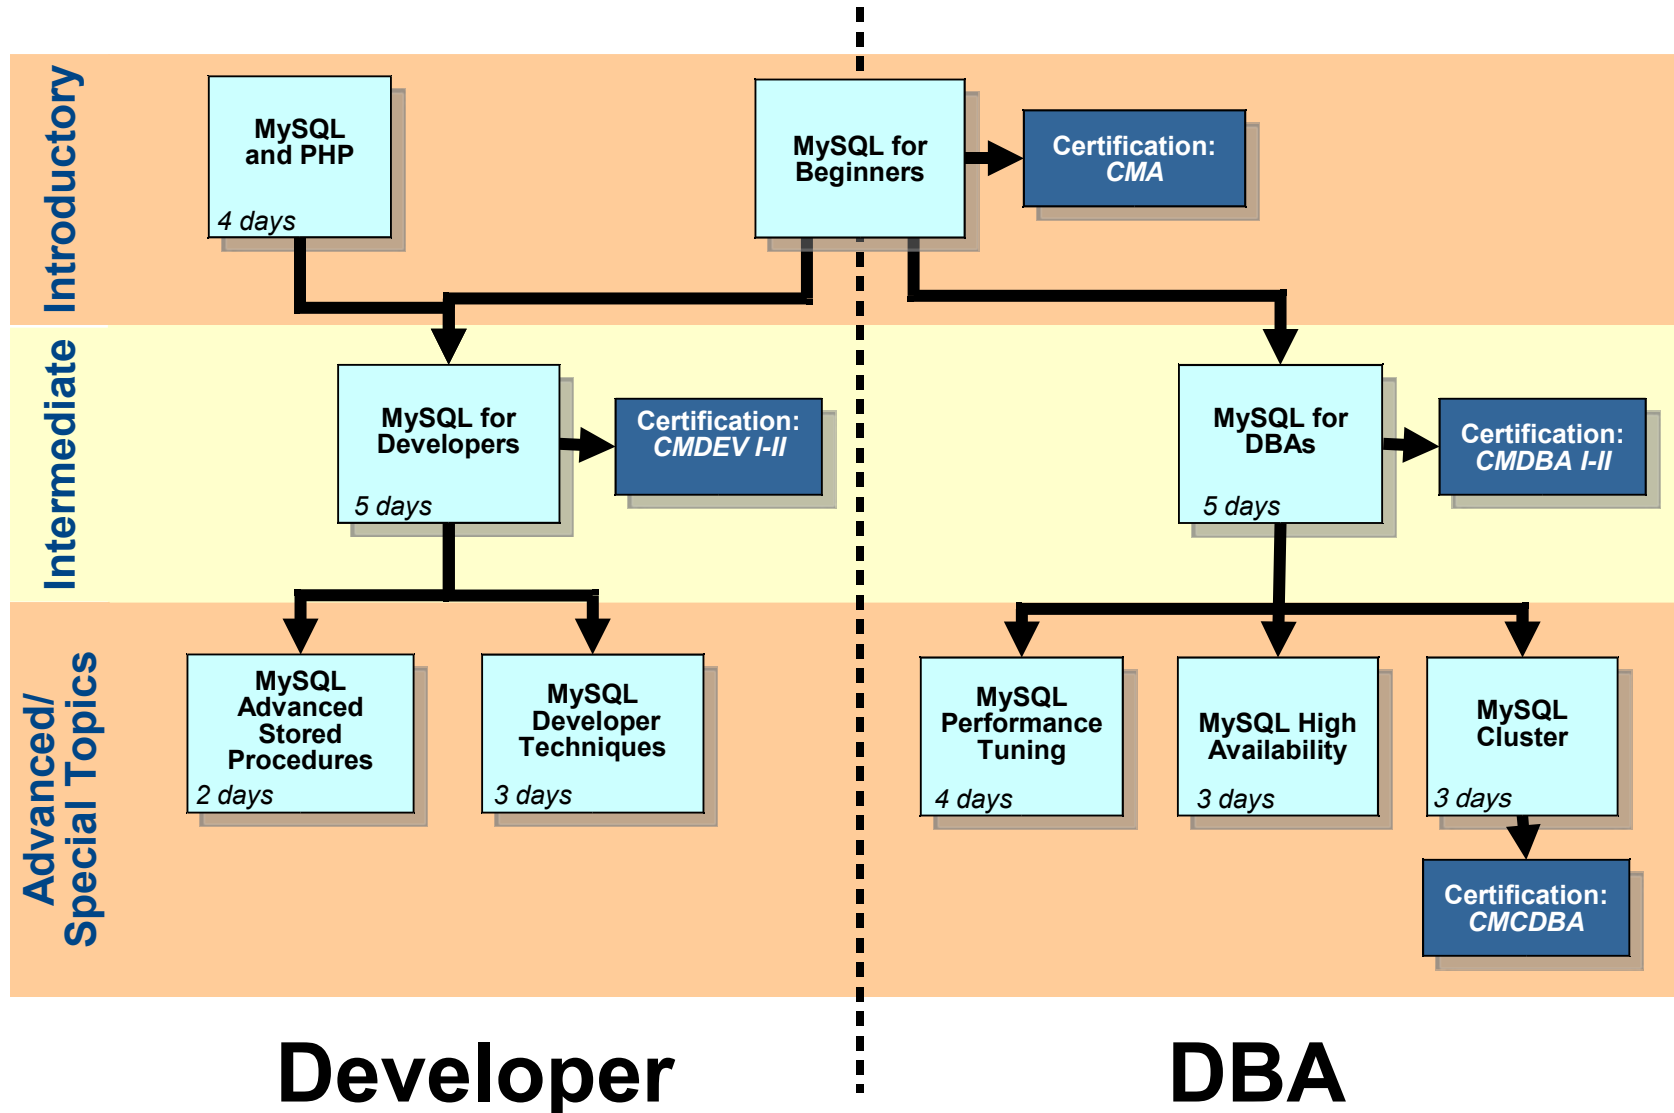 Introductory
MySQL
and PHP
4 days
MySQL for
Beginners
Certification:
CMA
Intermediate
MySQL for
Developers
5 days
Certification:
CMDEV I-II
MySQL for
DBAs
5 days
Certification:
CMDBA I-II
Advanced/
Special Topics
MySQL
Advanced
Stored
Procedures
2 days
MySQL
Developer
Techniques
3 days
MySQL
Performance
Tuning
4 days
MySQL High
Availability
3 days
MySQL
Cluster
3 days
Certification:
CMCDBA
Developer
DBA